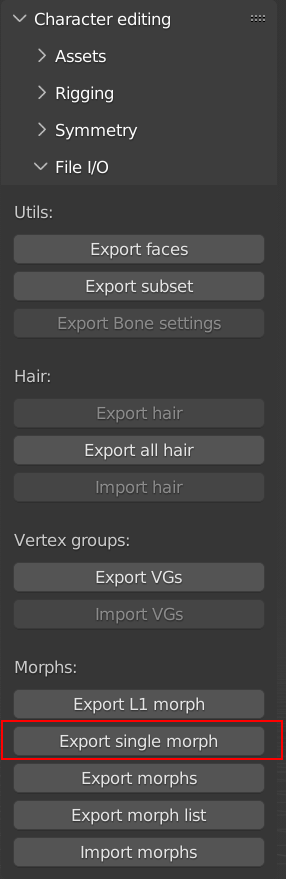 Character editing
Assets
Rigging
Symmetry
File I/O
Utils:
Export faces
Export subset
Export Bone settings
Hair:
Export hair
Export all hair
Import hair
Vertex groups:
Export VGs
Import VGs
Morphs:
Export L1 morph
Export single morph
Export morphs
Export morph list
Import morphs